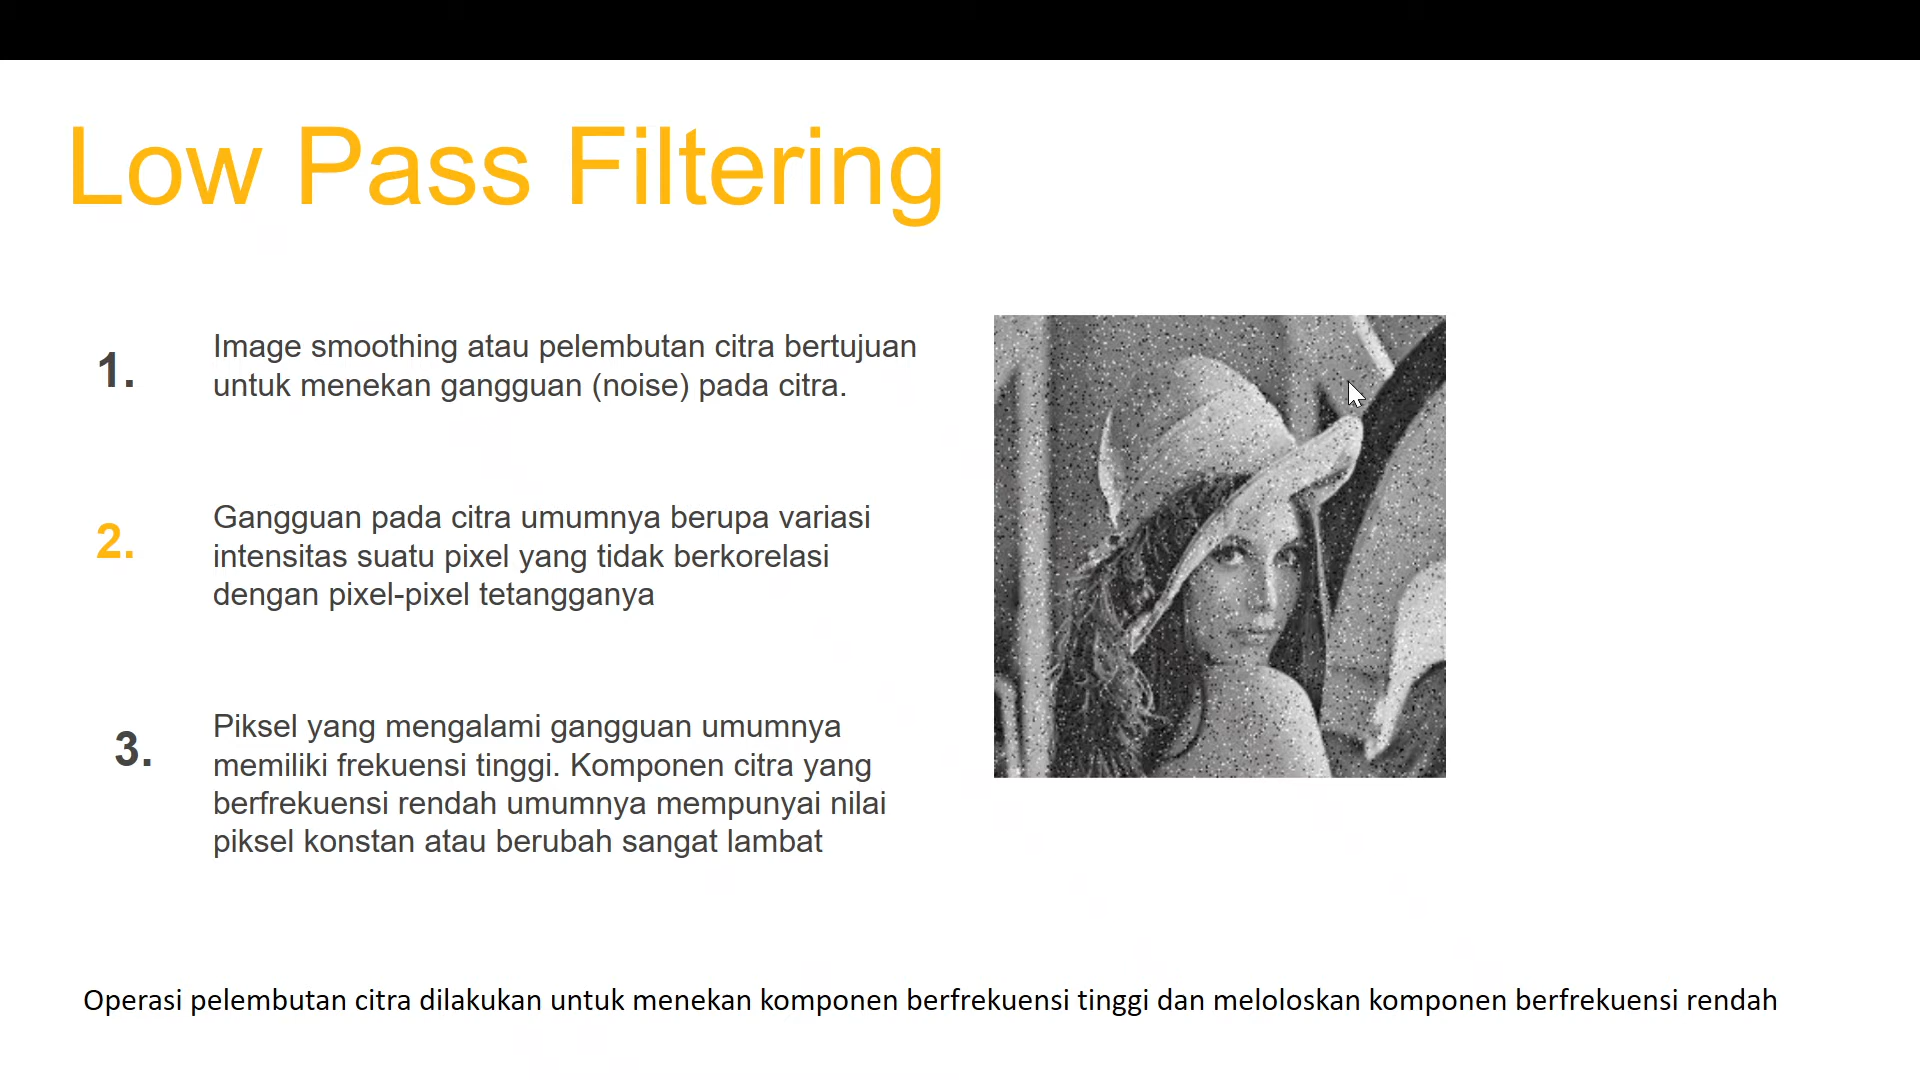 Low Pass Filtering
1.
Image smoothing atau pelembutan citra bertujuan
untuk menekan gangguan (noise) pada citra.
2.
Gangguan pada citra umumnya berupa variasi
intensitas suatu pixel yang tidak berkorelasi
dengan pixel-pixel tetangganya
3.
Piksel yang mengalami gangguan umumnya
memiliki frekuensi tinggi. Komponen citra yang
berfrekuensi rendah umumnya mempunyai nilai
piksel konstan atau berubah sangat lambat
Operasi pelembutan citra dilakukan untuk menekan komponen berfrekuensi tinggi dan meloloskan komponen berfrekuensi rendah